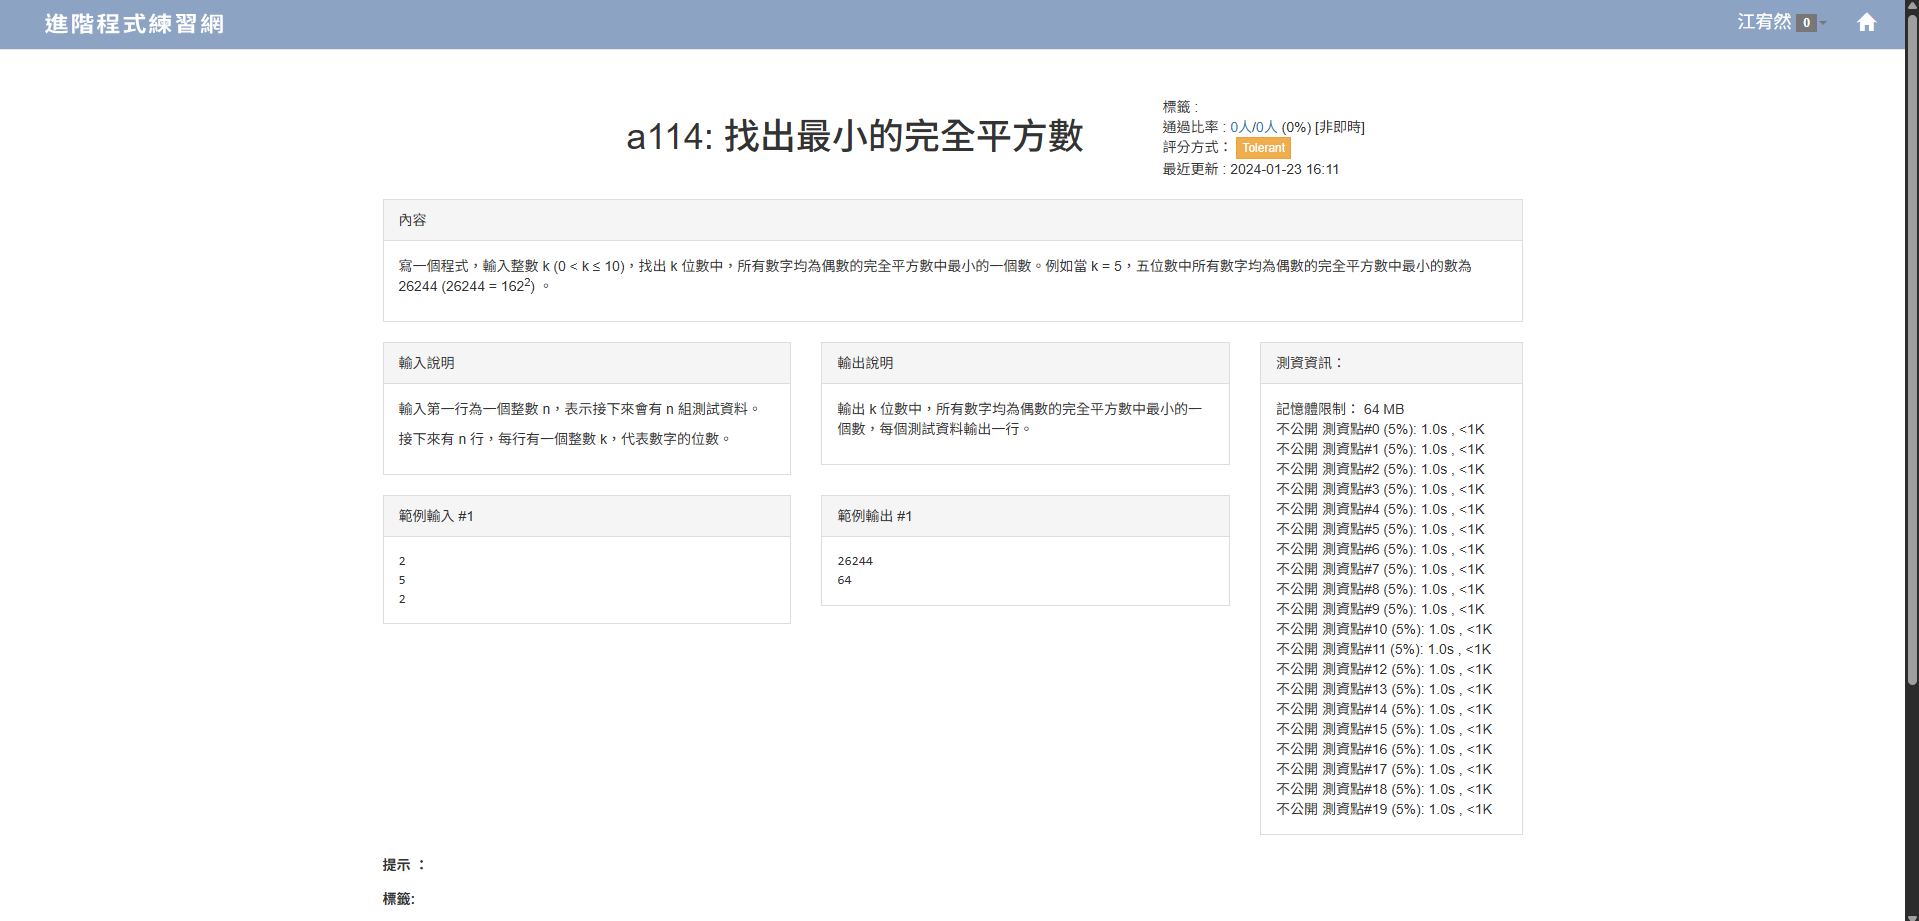 進階程式練習網
江宥然 0
a114: 找出最小的完全平方數
標籤 :
通過比率 : 0人/0人 (0%) [非即時]
評分方式： Tolerant
最近更新 : 2024-01-23 16:11
內容
寫一個程式，輸入整數 k (0 < k ≤ 10)，找出 k 位數中，所有數字均為偶數的完全平方數中最小的一個數。例如當 k = 5，五位數中所有數字均為偶數的完全平方數中最小的數為
26244 (26244 = 162²) 。
輸入說明
輸入第一行為一個整數 n，表示接下來會有 n 組測試資料。
接下來有 n 行，每行有一個整數 k，代表數字的位數。
輸出說明
輸出 k 位數中，所有數字均為偶數的完全平方數中最小的一
個數，每個測試資料輸出一行。
範例輸入 #1
2
5
2
範例輸出 #1
26244
64
測資資訊：
記憶體限制： 64 MB
不公開 測資點#0 (5%): 1.0s , <1K
不公開 測資點#1 (5%): 1.0s , <1K
不公開 測資點#2 (5%): 1.0s , <1K
不公開 測資點#3 (5%): 1.0s , <1K
不公開 測資點#4 (5%): 1.0s , <1K
不公開 測資點#5 (5%): 1.0s , <1K
不公開 測資點#6 (5%): 1.0s , <1K
不公開 測資點#7 (5%): 1.0s , <1K
不公開 測資點#8 (5%): 1.0s , <1K
不公開 測資點#9 (5%): 1.0s , <1K
不公開 測資點#10 (5%): 1.0s , <1K
不公開 測資點#11 (5%): 1.0s , <1K
不公開 測資點#12 (5%): 1.0s , <1K
不公開 測資點#13 (5%): 1.0s , <1K
不公開 測資點#14 (5%): 1.0s , <1K
不公開 測資點#15 (5%): 1.0s , <1K
不公開 測資點#16 (5%): 1.0s , <1K
不公開 測資點#17 (5%): 1.0s , <1K
不公開 測資點#18 (5%): 1.0s , <1K
不公開 測資點#19 (5%): 1.0s , <1K
提示 ：
標籤: